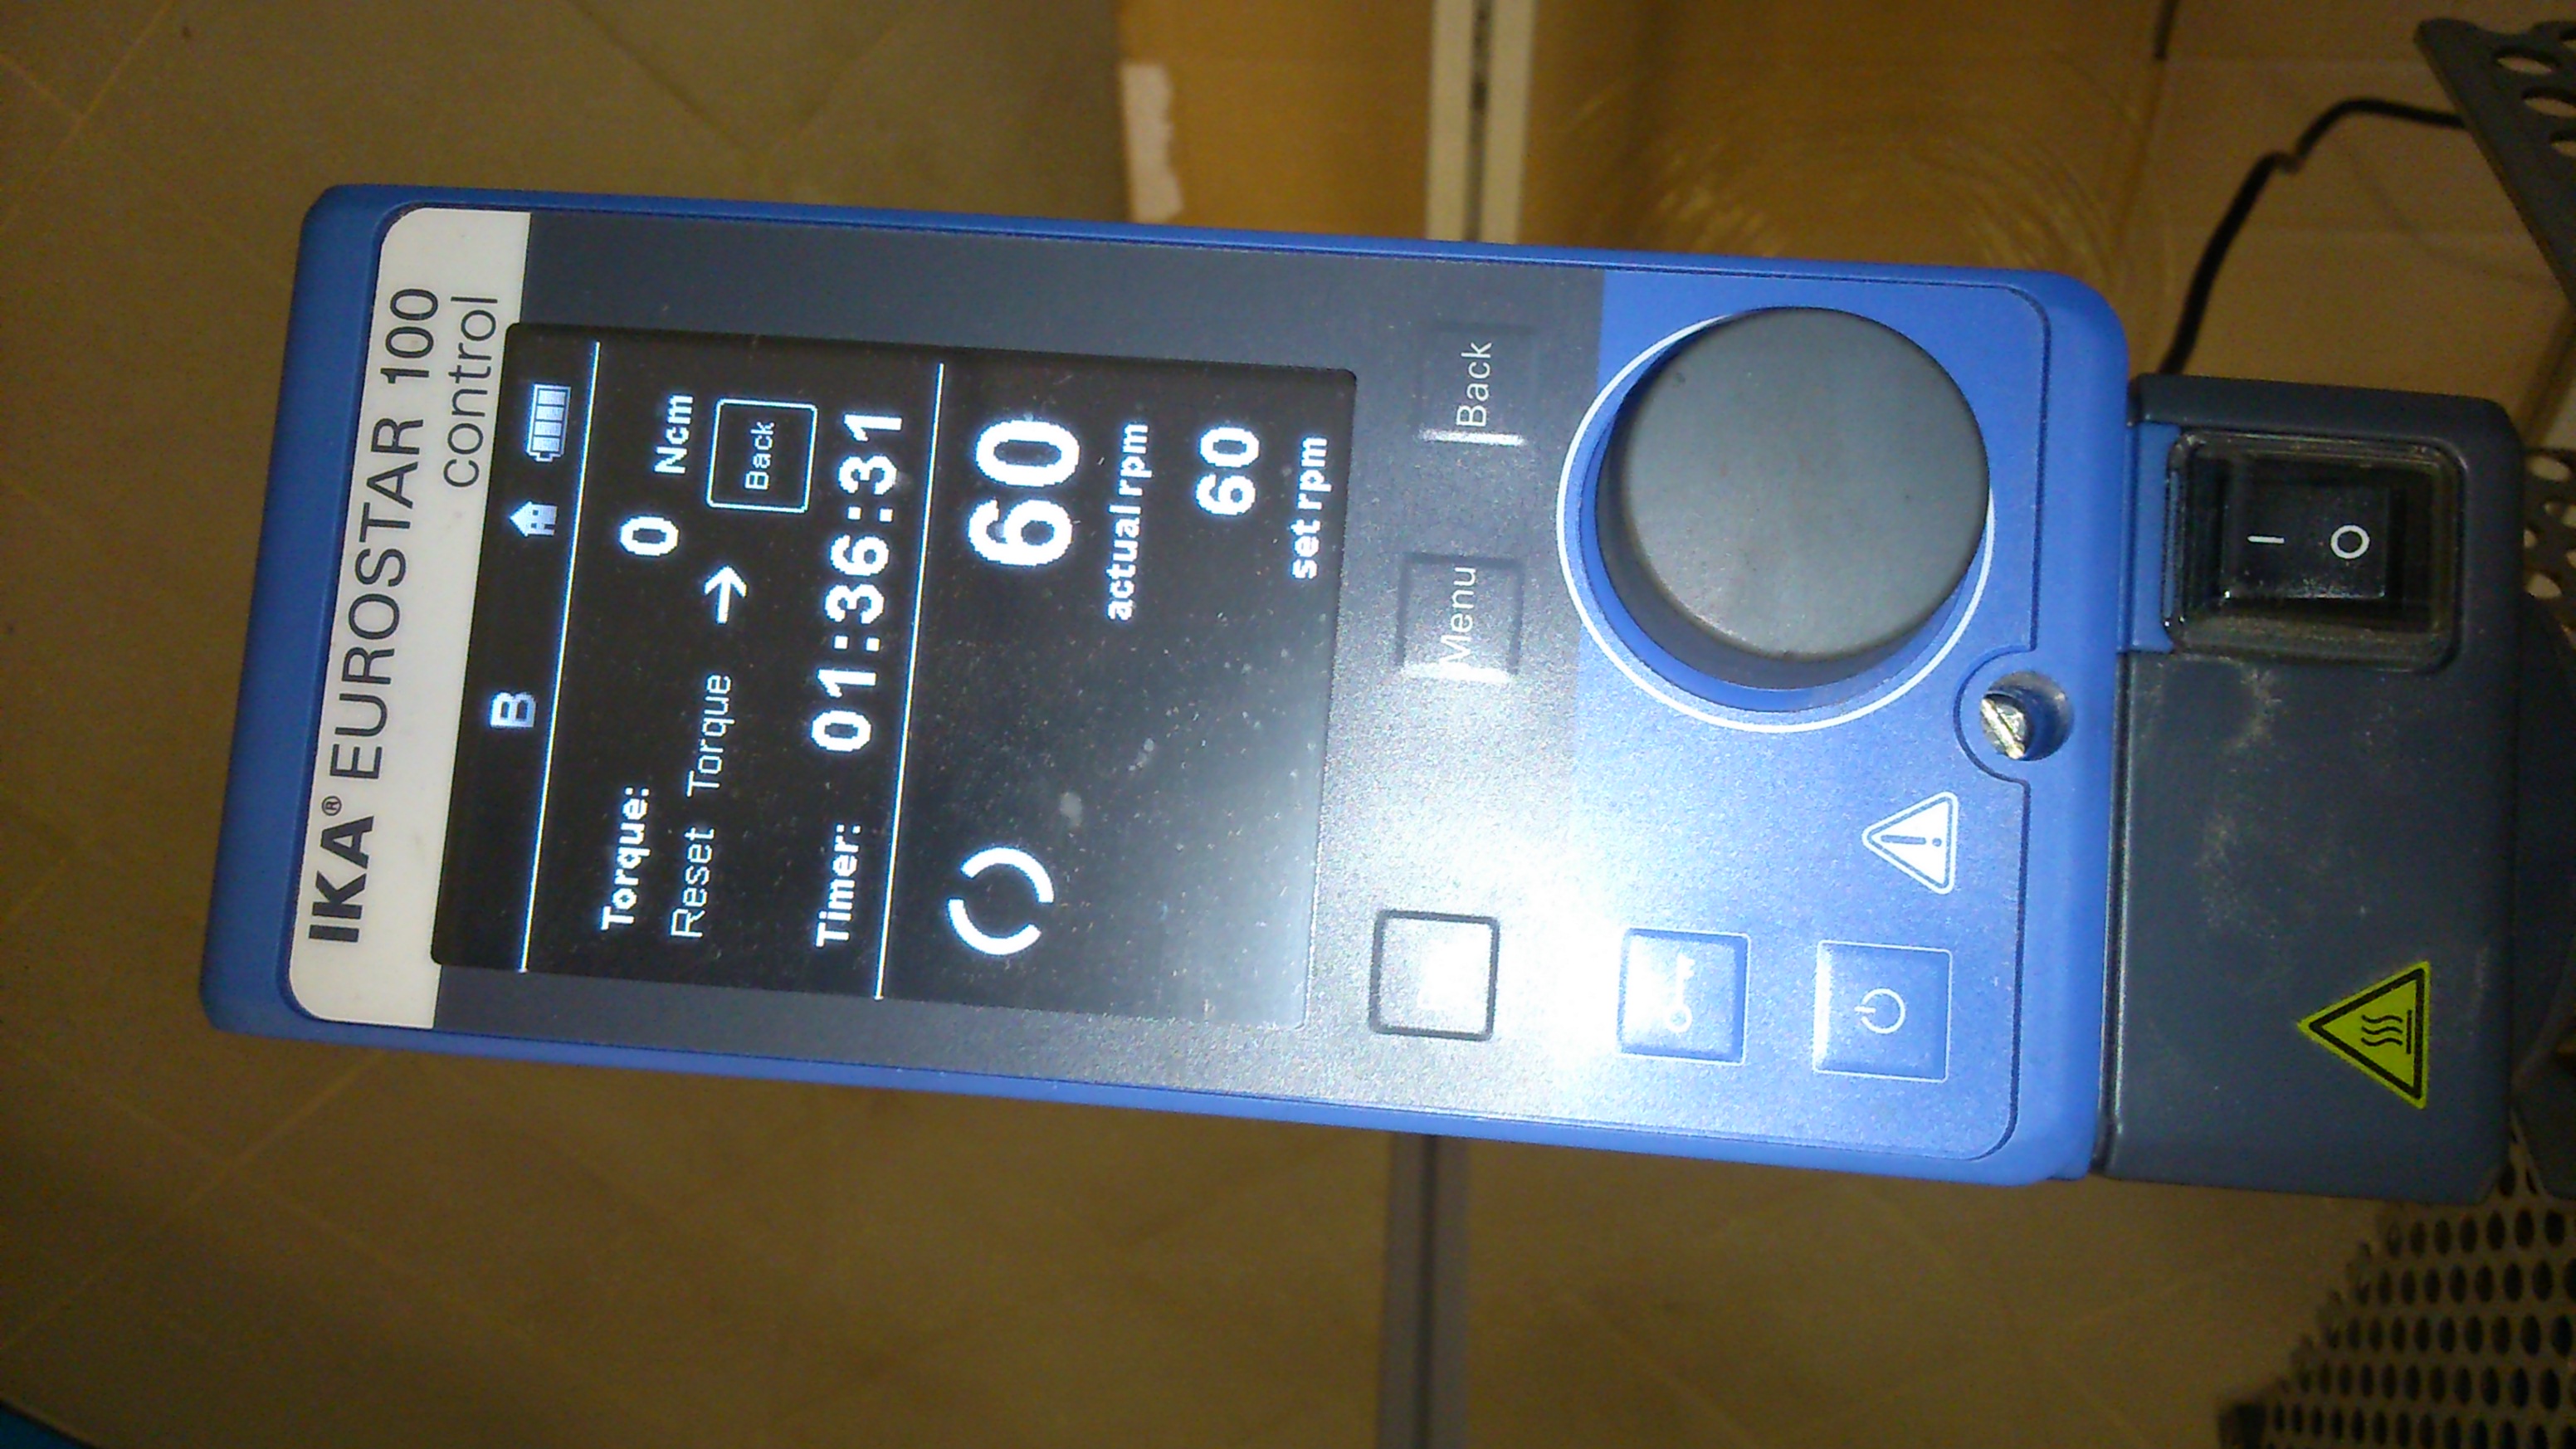 IKA® EUROSTAR 100
control
B
Torque: 0 Ncm
Reset Torque → Back
Timer: 01:36:31
60
actual rpm
60
set rpm
Menu
Back
O I